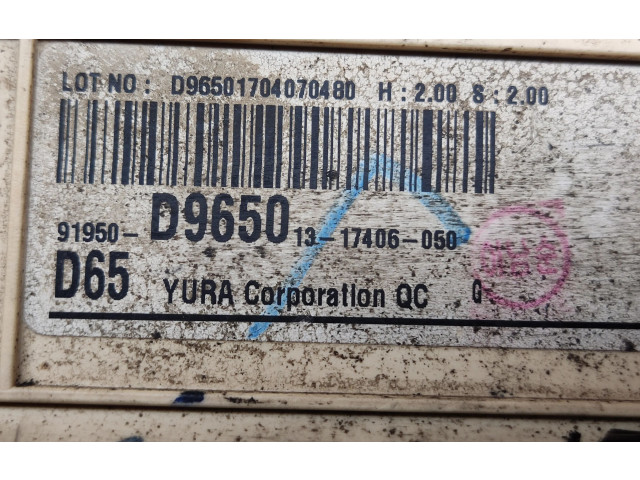 LOT NO : D96501704070480 H : 2.00 S : 2.00
91950- D9650 13-17406-050
D65 YURA Corporation QC G